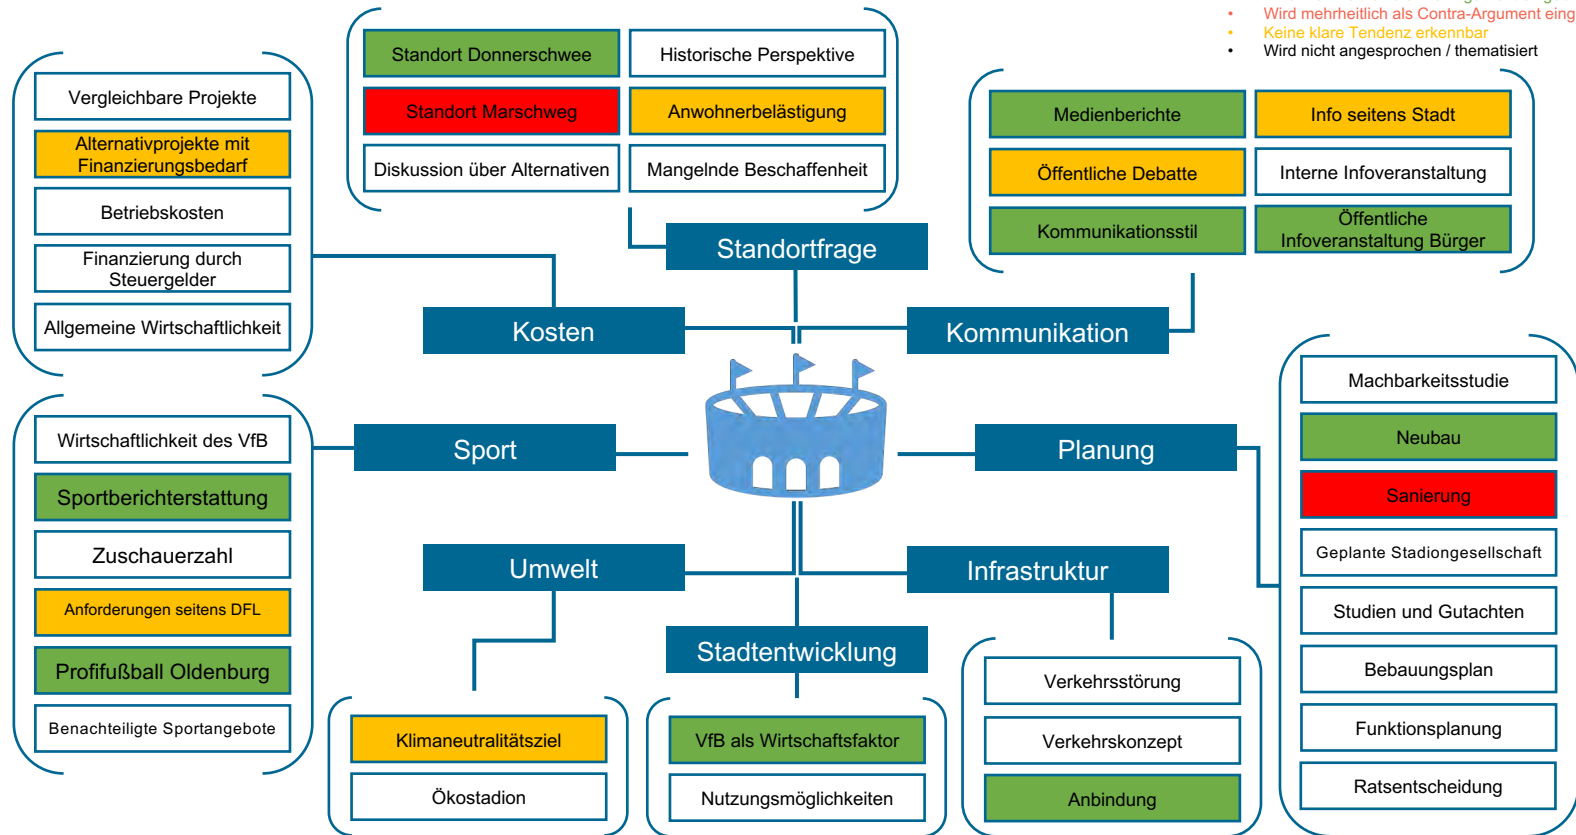 Wird mehrheitlich als Contra-Argument
Keine klare Tendenz erkennbar
Wird nicht angesprochen / thematisiert
Standort Donnerschwee
Historische Perspektive
Standort Marschweg
Anwohnerbelästigung
Diskussion über Alternativen
Mangelnde Beschaffenheit
Vergleichbare Projekte
Alternativprojekte mit
Finanzierungsbedarf
Betriebskosten
Finanzierung durch
Steuergelder
Allgemeine Wirtschaftlichkeit
Medienberichte
Info seitens Stadt
Öffentliche Debatte
Interne Infoveranstaltung
Kommunikationsstil
Öffentliche
Infoveranstaltung Bürger
Standortfrage
Kosten
Kommunikation
Sport
Planung
Umwelt
Infrastruktur
Stadtentwicklung
Wirtschaftlichkeit des VfB
Sportberichterstattung
Zuschauerzahl
Anforderungen seitens DFL
Profifußball Oldenburg
Benachteiligte Sportangebote
Machbarkeitsstudie
Neubau
Sanierung
Geplante Stadiongesellschaft
Studien und Gutachten
Bebauungsplan
Funktionsplanung
Ratsentscheidung
Klimaneutralitätsziel
Ökostadion
VfB als Wirtschaftsfaktor
Nutzungsmöglichkeiten
Verkehrsstörung
Verkehrskonzept
Anbindung